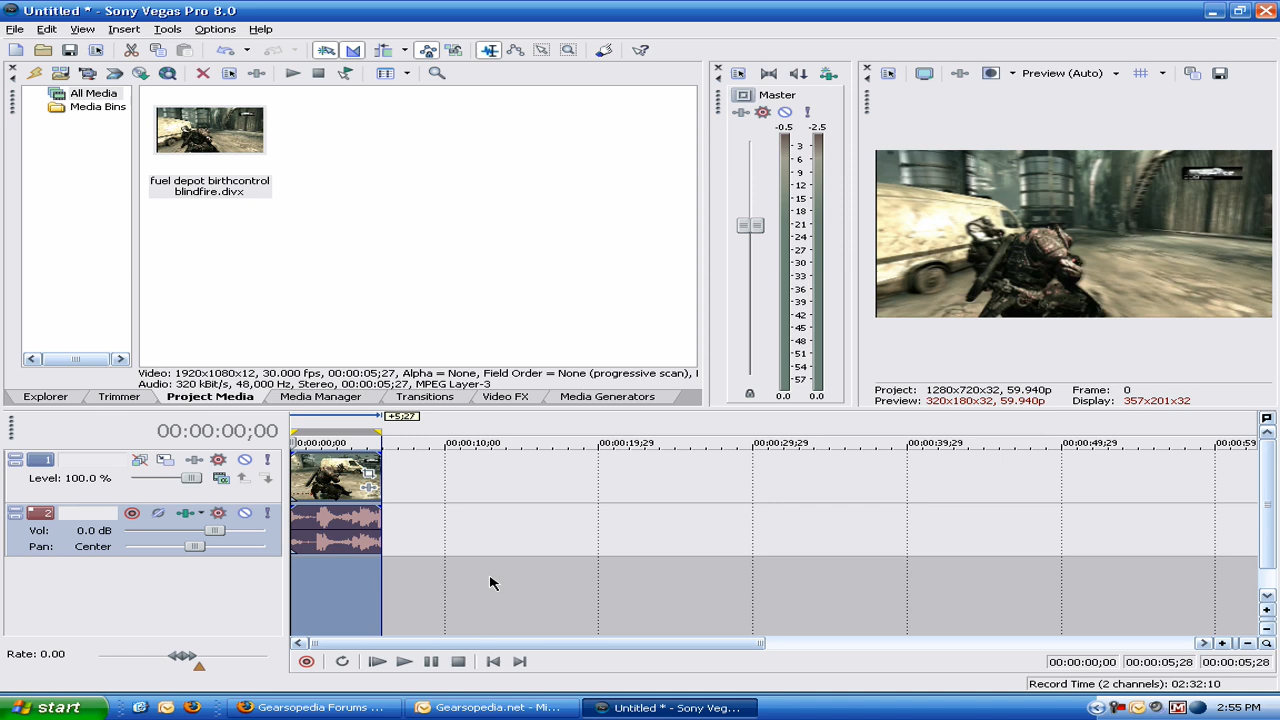 Untitled * - Sony Vegas Pro 8.0
File Edit View Insert Tools Options Help
All Media
Media Bins
fuel depot birthcontrol
blindfire.divx
Video: 1920x1080x12, 30.000 fps, 00:00:05;27, Alpha = None, Field Order = None (progressive scan),
Audio: 320 kBit/s, 48,000 Hz, Stereo, 00:00:05;27, MPEG Layer-3
Explorer Trimmer Project Media Media Manager Transitions Video FX Media Generators
Master
-0.5 -2.5
3
6
9
12
15
18
21
24
27
30
33
36
39
42
45
48
51
54
57
0.0 0.0
Preview (Auto)
Project: 1280x720x32, 59.940p Frame: 0
Preview: 320x180x32, 59.940p Display: 357x201x32
+5;27
00:00:00;00
0:00:00;00 00:00:10;00 00:00:19;29 00:00:29;29 00:00:39;29 00:00:49;29 00:00:59
1
Level: 100.0 %
2
Vol: 0.0 dB
Pan: Center
Rate: 0.00
00:00:00;00 00:00:05;28 00:00:05;28
Record Time (2 channels): 02:32:10
start Gearsopedia Forums ... Gearsopedia.net - Mi... Untitled * - Sony Veg... 2:55 PM